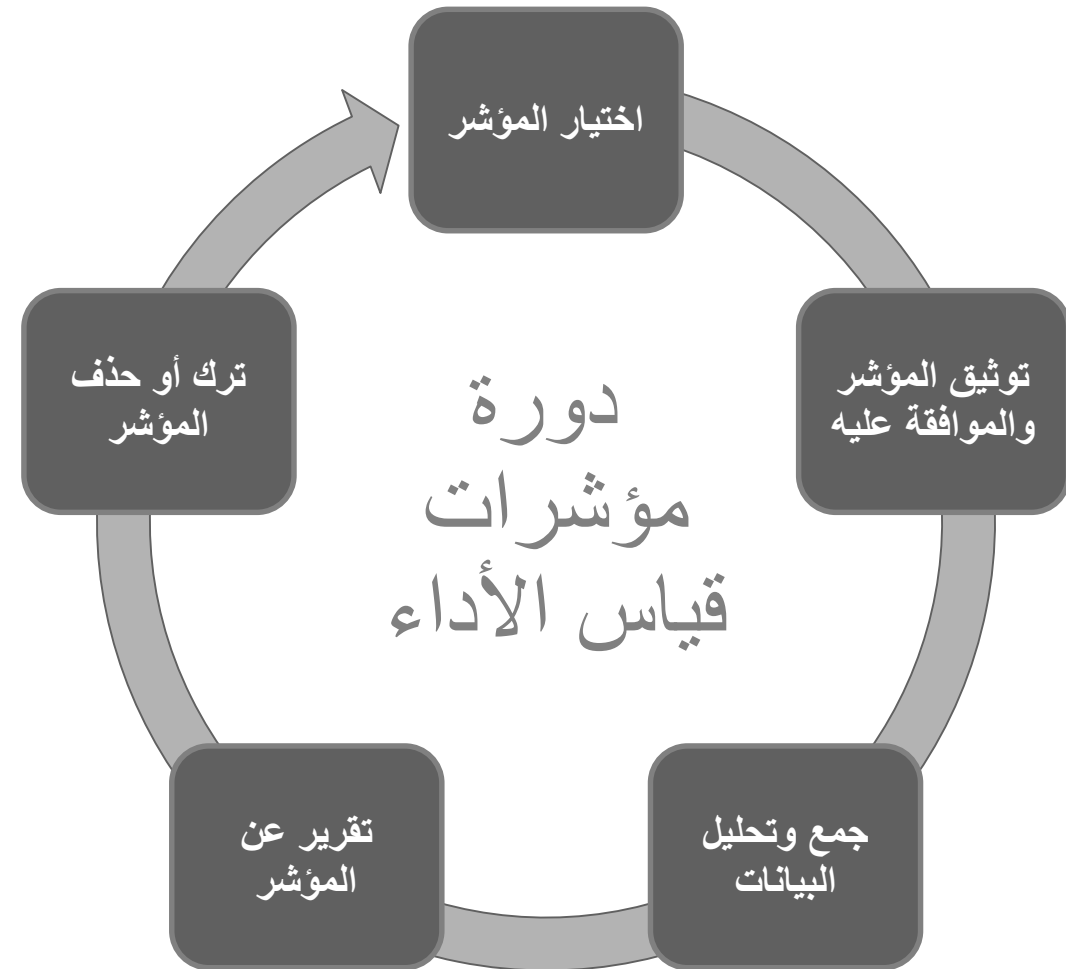 اختيار المؤشر
توثيق المؤشر
والموافقة عليه
جمع وتحليل
البيانات
تقرير عن
المؤشر
ترك أو حذف
المؤشر
دورة
مؤشرات
قياس الأداء